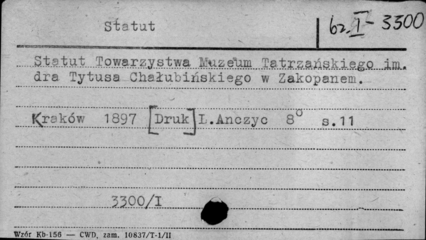 Statut
bz. I - 3300
Statut Towarzystwa Muzeum Tatrzańskiego im.
dra Tytusa Chałubińskiego w Zakopanem.
Kraków 1897 [Druk] L.Anczyc 8° s.11
3300/I
Wzór Kb-156 — CWD, zam. 10837/T-1/II